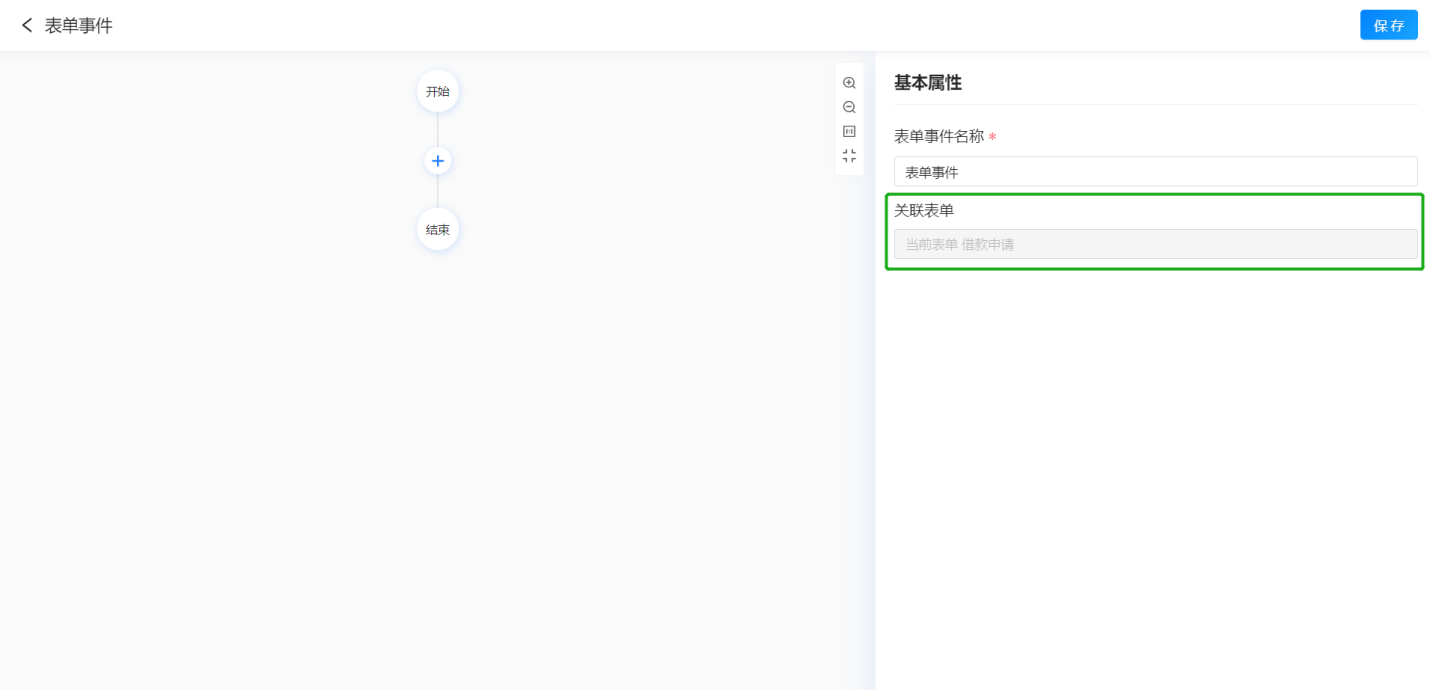 表单事件
保存
开始
结束
基本属性
表单事件名称 *
表单事件
关联表单
当前表单 借款申请